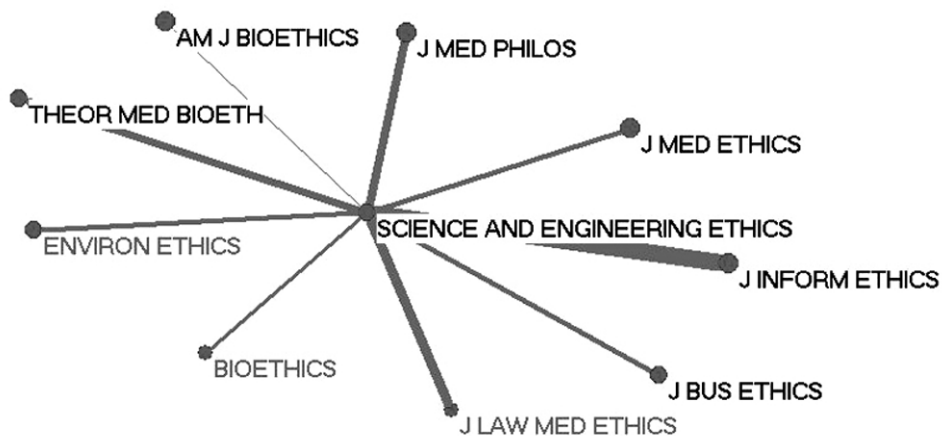 AM J BIOETHICS
J MED PHILOS
THEOR MED BIOETH
J MED ETHICS
SCIENCE AND ENGINEERING ETHICS
ENVIRON ETHICS
J INFORM ETHICS
BIOETHICS
J BUS ETHICS
J LAW MED ETHICS